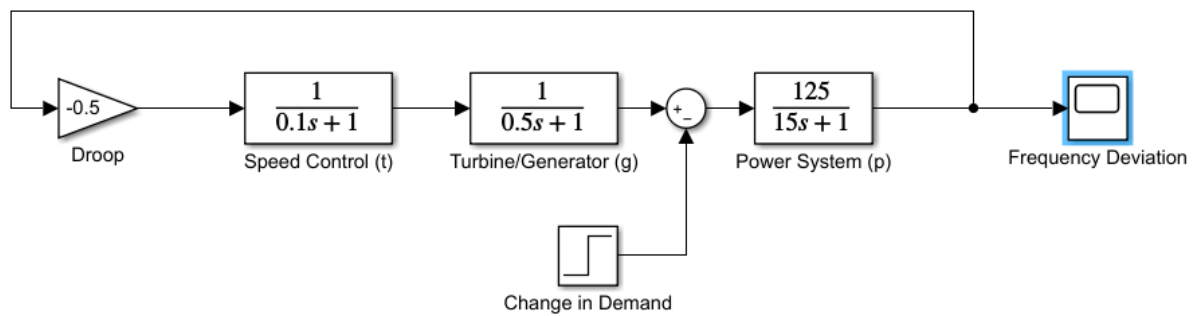 -0.5
Droop
1
0.1s + 1
Speed Control (t)
1
0.5s + 1
Turbine/Generator (g)
+
−
125
15s + 1
Power System (p)
Frequency Deviation
Change in Demand